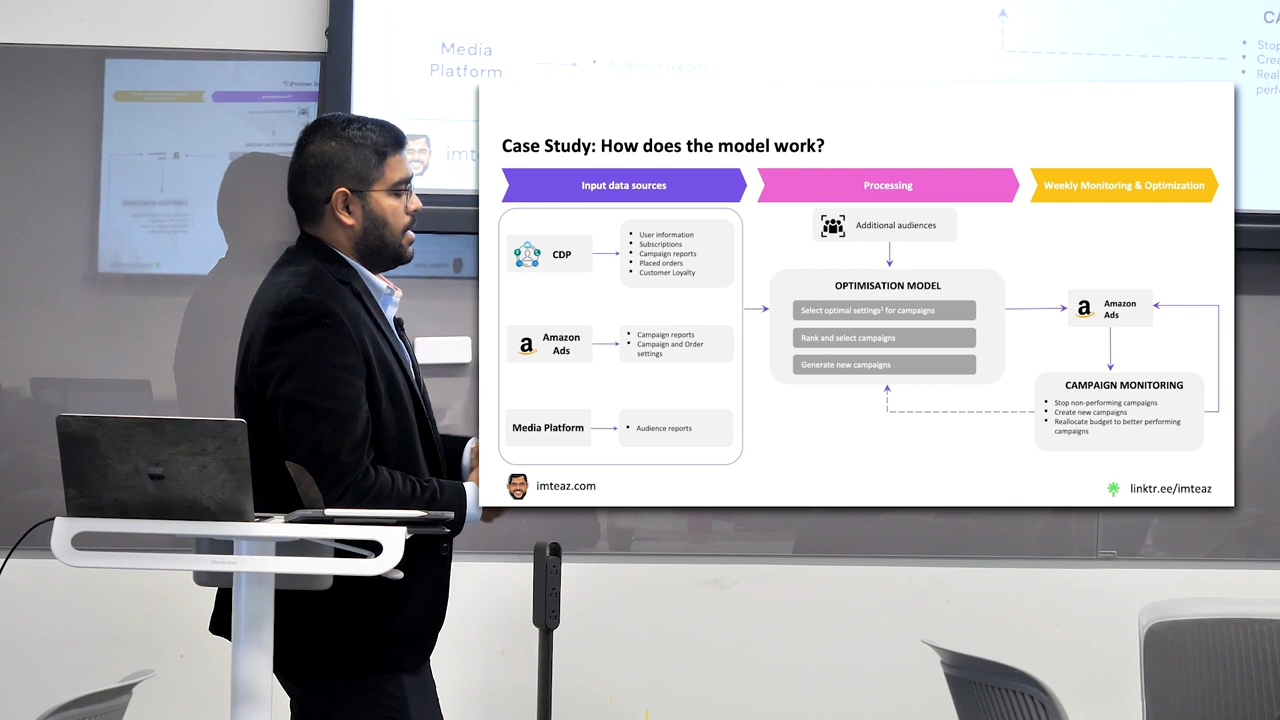 Media
Platform
Audience reports
CA
Stop
Crea
Real
perf
imt
Case Study: How does the model work?
Input data sources
Processing
Weekly Monitoring & Optimization
CDP
• User information
• Subscriptions
• Campaign reports
• Placed orders
• Customer Loyalty
Amazon
Ads
• Campaign reports
• Campaign and Order
settings
Media Platform
• Audience reports
Additional audiences
OPTIMISATION MODEL
Select optimal settings¹ for campaigns
Rank and select campaigns
Generate new campaigns
a Amazon
Ads
CAMPAIGN MONITORING
• Stop non-performing campaigns
• Create new campaigns
• Reallocate budget to better performing
campaigns
imteaz.com
linktr.ee/imteaz